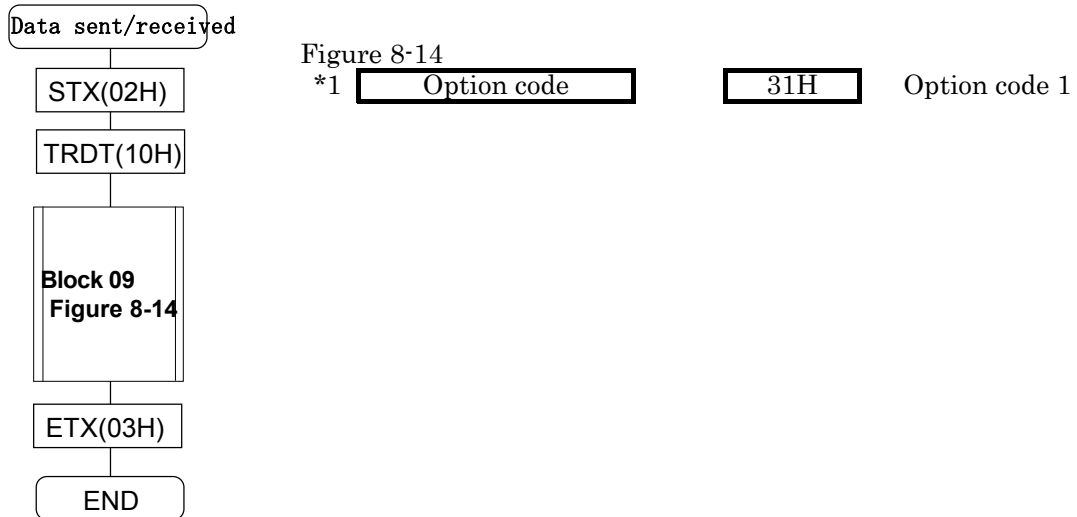 Data sent/received
STX(02H)
TRDT(10H)
Block 09
Figure 8-14
ETX(03H)
END
Figure 8-14
*1 Option code 31H Option code 1